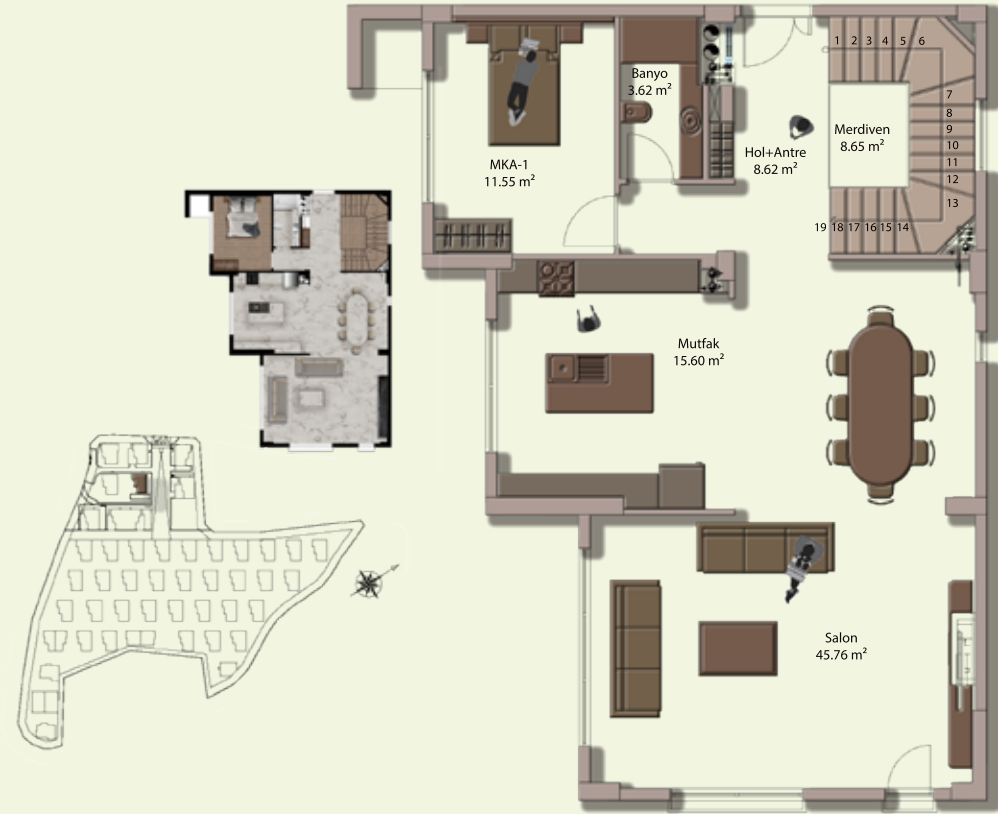 1 2 3 4 5 6
7
8
9
10
11
12
13
19 18 17 16 15 14
Banyo
3.62 m²
MKA-1
11.55 m²
Hol+Antre
8.62 m²
Merdiven
8.65 m²
Mutfak
15.60 m²
Salon
45.76 m²